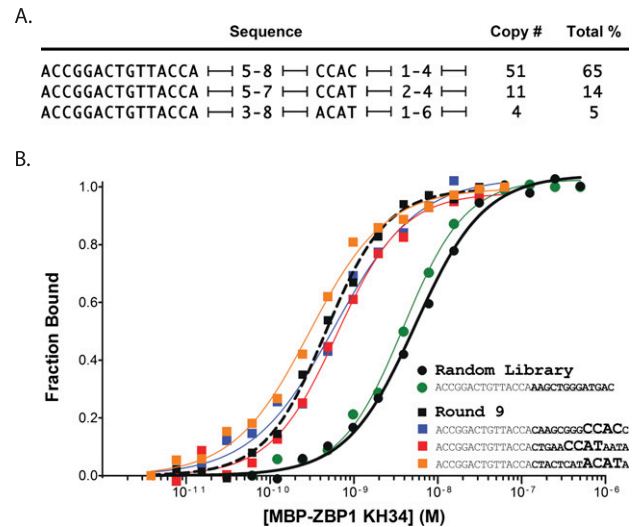 A.
Sequence Copy # Total %
ACCGGACTGTTACCA 5-8 CCAC 1-4 51 65
ACCGGACTGTTACCA 5-7 CCAT 2-4 11 14
ACCGGACTGTTACCA 3-8 ACAT 1-6 4 5
B.
Fraction Bound
1.0
0.8
0.6
0.4
0.2
0.0
Random Library
ACCGGACTGTTACCAAAGCTGGGATGAC
Round 9
ACCGGACTGTTACCACAAGCGGGCCACC
ACCGGACTGTTACCACTGAACCATAATA
ACCGGACTGTTACCACTACTCATACATA
10-11 10-10 10-9 10-8 10-7 10-6
[MBP-ZBP1 KH34] (M)